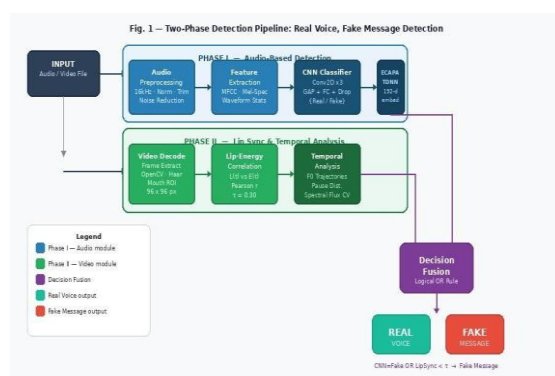 Fig. 1 — Two-Phase Detection Pipeline: Real Voice, Fake Message Detection
INPUT
Audio / Video File
PHASE I — Audio-Based Detection
Audio
Preprocessing
16kHz · Norm · Trim
Noise Reduction
Feature
Extraction
MFCC · Mel-Spec
Waveform Stats
CNN Classifier
Conv2D x3
GAP + FC + Drop
{Real / Fake}
ECAPA
TDNN
192-d
embed
PHASE II — Lip Sync & Temporal Analysis
Video Decode
Frame Extract
OpenCV · Haar
Mouth ROI
96 x 96 px
Lip-Energy
Correlation
L(t) vs E(t)
Pearson r
Temporal
Analysis
F0 Trajectories
Pause Dist.
Spectral Flux CV
Legend
Phase I — Audio module
Phase II — Video module
Decision Fusion
Real Voice output
Fake Message output
Decision
Fusion
Logical OR Rule
REAL
VOICE
FAKE
MESSAGE
CNN=Fake OR LipSync < τ → Fake Message